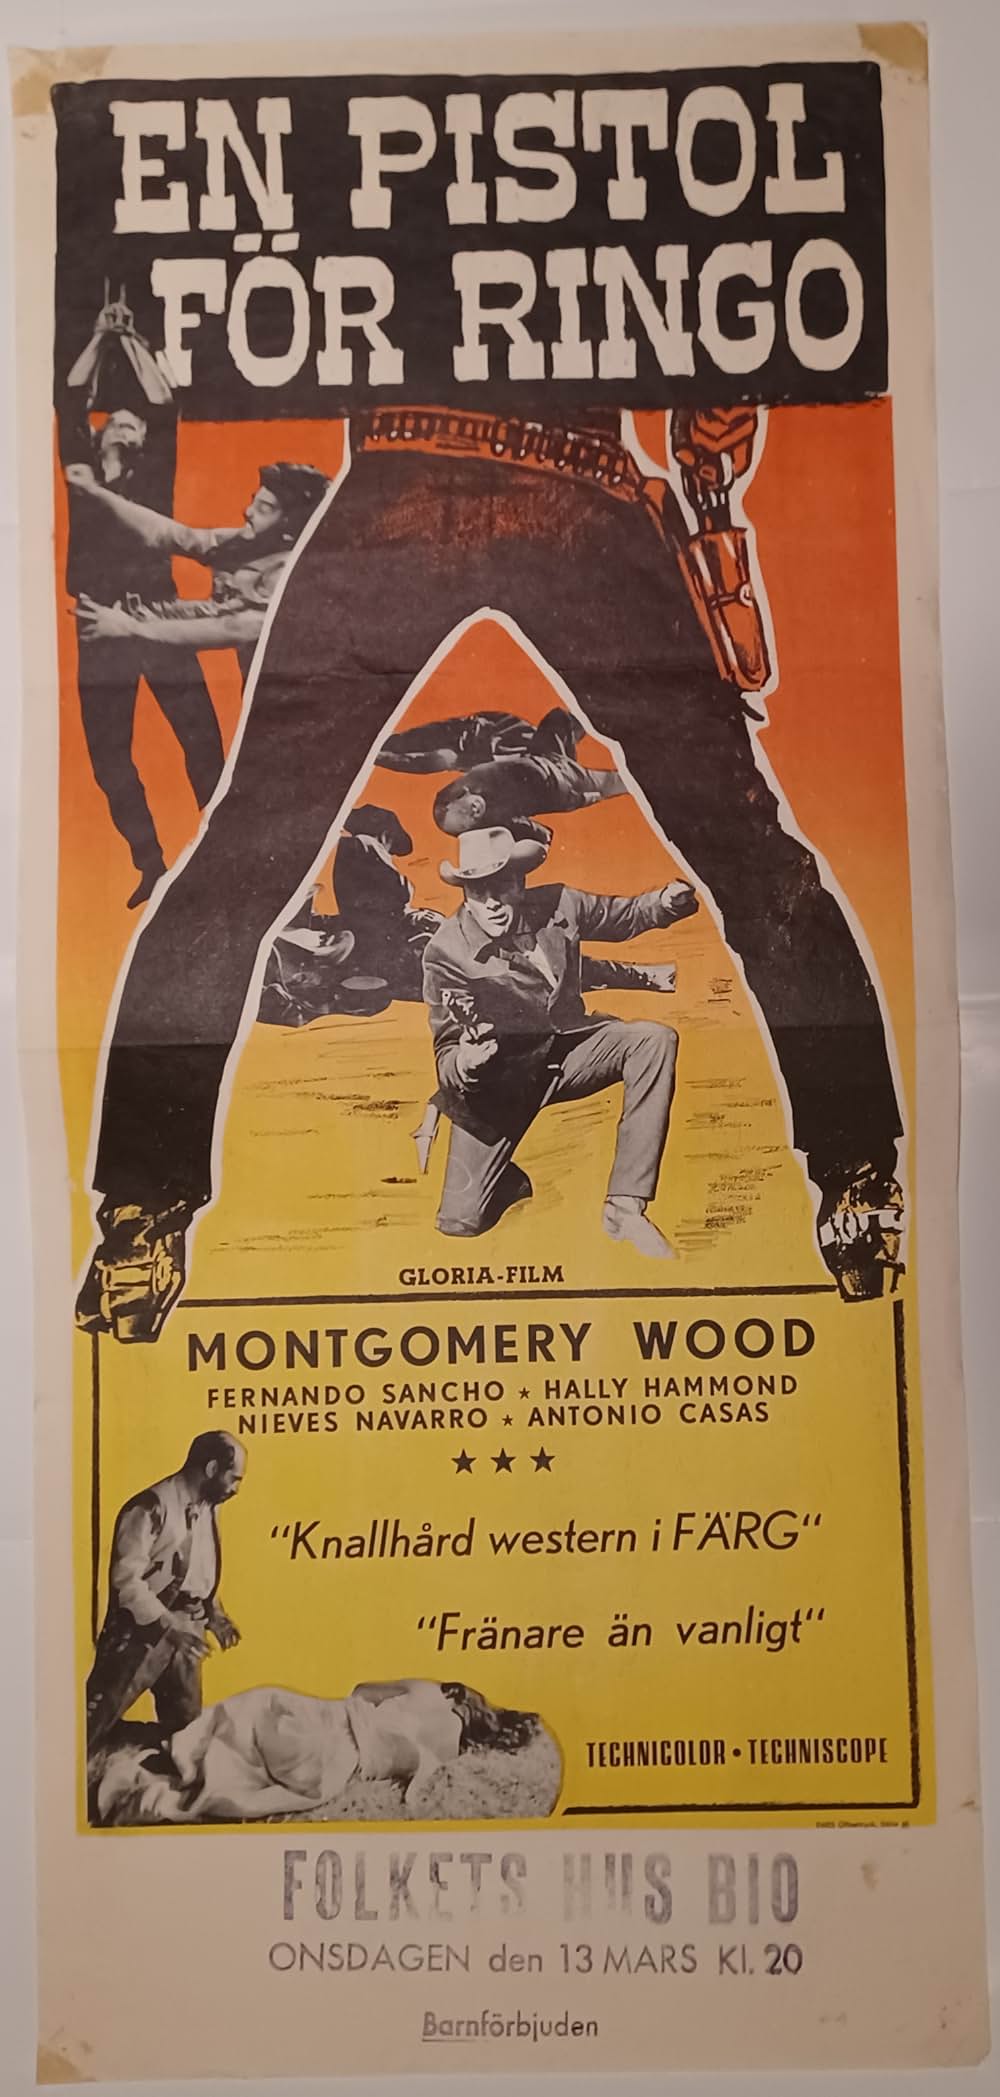 EN PISTOL
FÖR RINGO
GLORIA-FILM
MONTGOMERY WOOD
FERNANDO SANCHO ★ HALLY HAMMOND
NIEVES NAVARRO ★ ANTONIO CASAS
★ ★ ★
"Knallhård western i FÄRG"
"Fränare än vanligt"
TECHNICOLOR • TECHNISCOPE
FOLKETS HUS BIO
ONSDAGEN den 13 MARS Kl. 20
Barnförbjuden